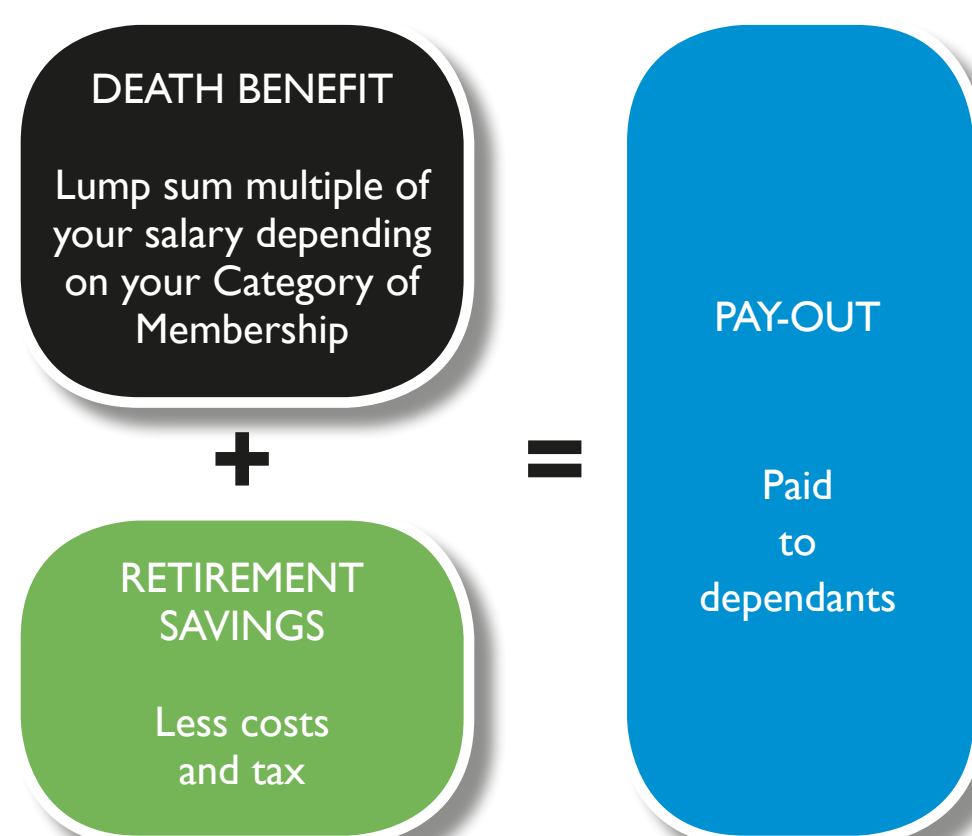 DEATH BENEFIT
Lump sum multiple of
your salary depending
on your Category of
Membership
+
RETIREMENT
SAVINGS
Less costs
and tax
=
PAY-OUT
Paid
to
dependants